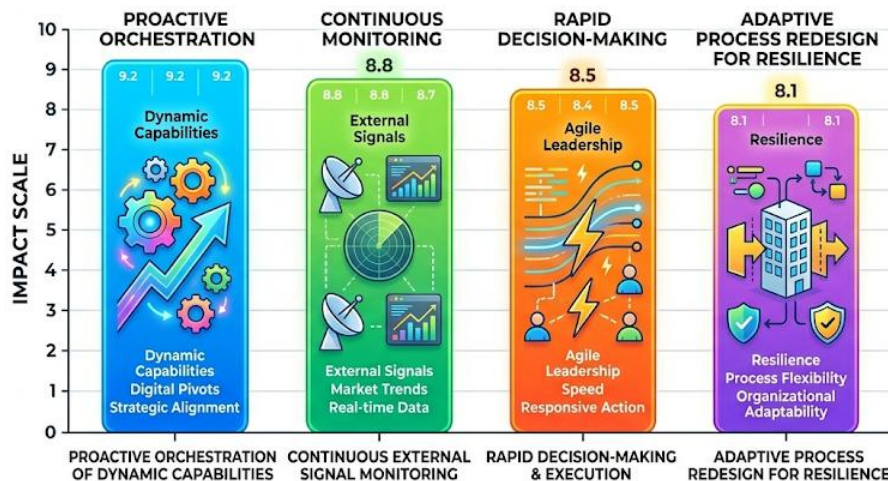 PROACTIVE
ORCHESTRATION
CONTINUOUS
MONITORING
RAPID
DECISION-MAKING
ADAPTIVE
PROCESS REDESIGN
FOR RESILIENCE
IMPACT SCALE
10
9
8
7
6
5
4
3
2
1
0
9.2 9.2 9.2
Dynamic
Capabilities
Dynamic
Capabilities
Digital Pivots
Strategic Alignment
8.8
8.8 8.8 8.7
External
Signals
External Signals
Market Trends
Real-time Data
8.5
8.5 8.4 8.5
Agile
Leadership
Agile
Leadership
Speed
Responsive Action
8.1
8.1 8.1
Resilience
Resilience
Process Flexibility
Organizational
Adaptability
PROACTIVE ORCHESTRATION
OF DYNAMIC CAPABILITIES
CONTINUOUS EXTERNAL
SIGNAL MONITORING
RAPID DECISION-MAKING
& EXECUTION
ADAPTIVE PROCESS
REDESIGN FOR RESILIENCE